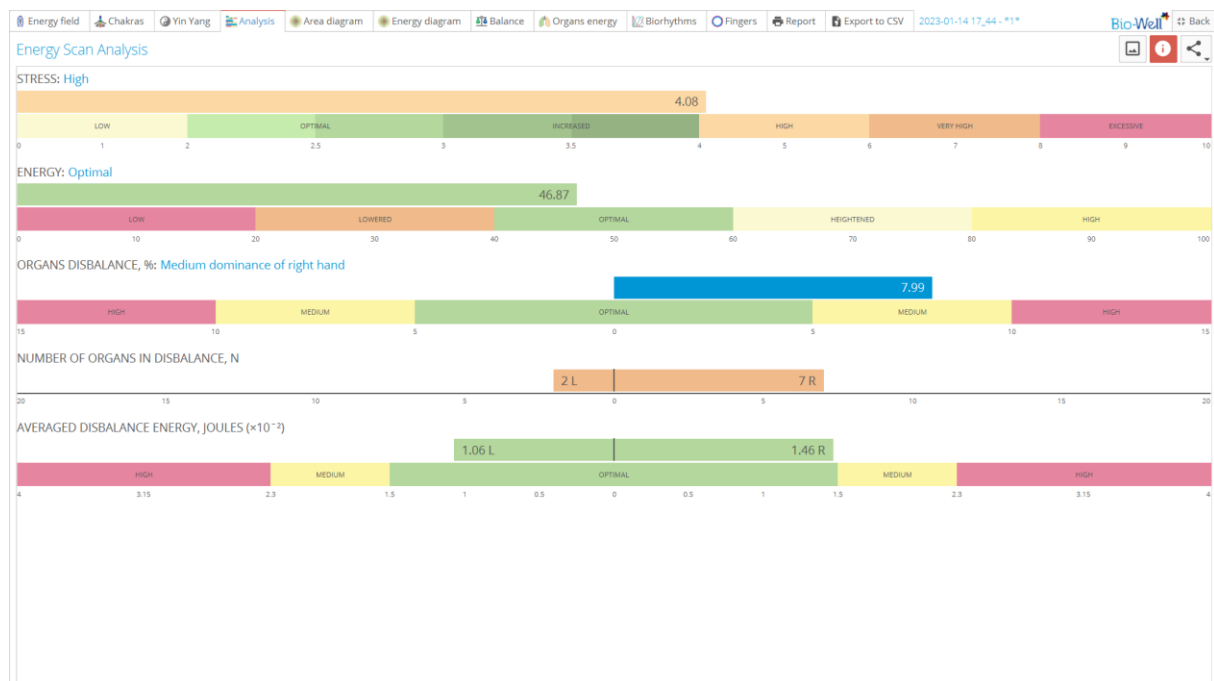 Energy field Chakras Yin Yang Analysis Area diagram Energy diagram Balance Organs energy Biorhythms Fingers Report Export to CSV 2023-01-14 17_44 - *1* Bio-Well Back
Energy Scan Analysis
STRESS: High
4.08
LOW OPTIMAL INCREASED HIGH VERY HIGH EXCESSIVE
0 1 2 2.5 3 3.5 4 5 6 7 8 9 10
ENERGY: Optimal
46.87
LOW LOWERED OPTIMAL HEIGHTENED HIGH
0 10 20 30 40 50 60 70 80 90 100
ORGANS DISBALANCE, %: Medium dominance of right hand
7.99
HIGH MEDIUM OPTIMAL MEDIUM HIGH
15 10 5 0 5 10 15
NUMBER OF ORGANS IN DISBALANCE, N
2 L 7 R
20 15 10 5 0 5 10 15 20
AVERAGED DISBALANCE ENERGY, JOULES (×10⁻²)
1.06 L 1.46 R
HIGH MEDIUM OPTIMAL MEDIUM HIGH
4 3.15 2.3 1.5 1 0.5 0 0.5 1 1.5 2.3 3.15 4